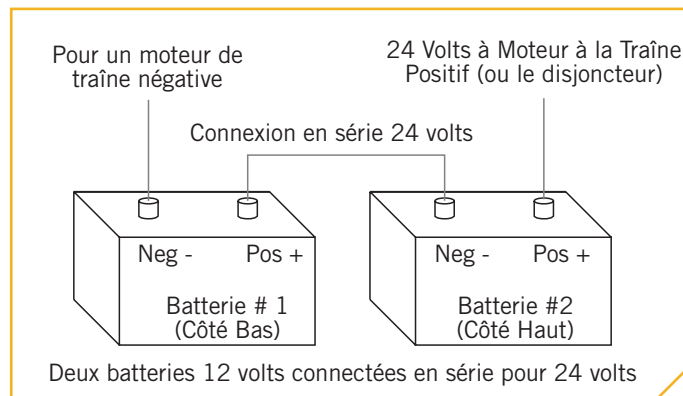 Pour un moteur de
traîne négative
24 Volts à Moteur à la Traîne
Positif (ou le disjoncteur)
Connexion en série 24 volts
Neg - Pos +
Batterie # 1
(Côté Bas)
Neg - Pos +
Batterie #2
(Côté Haut)
Deux batteries 12 volts connectées en série pour 24 volts